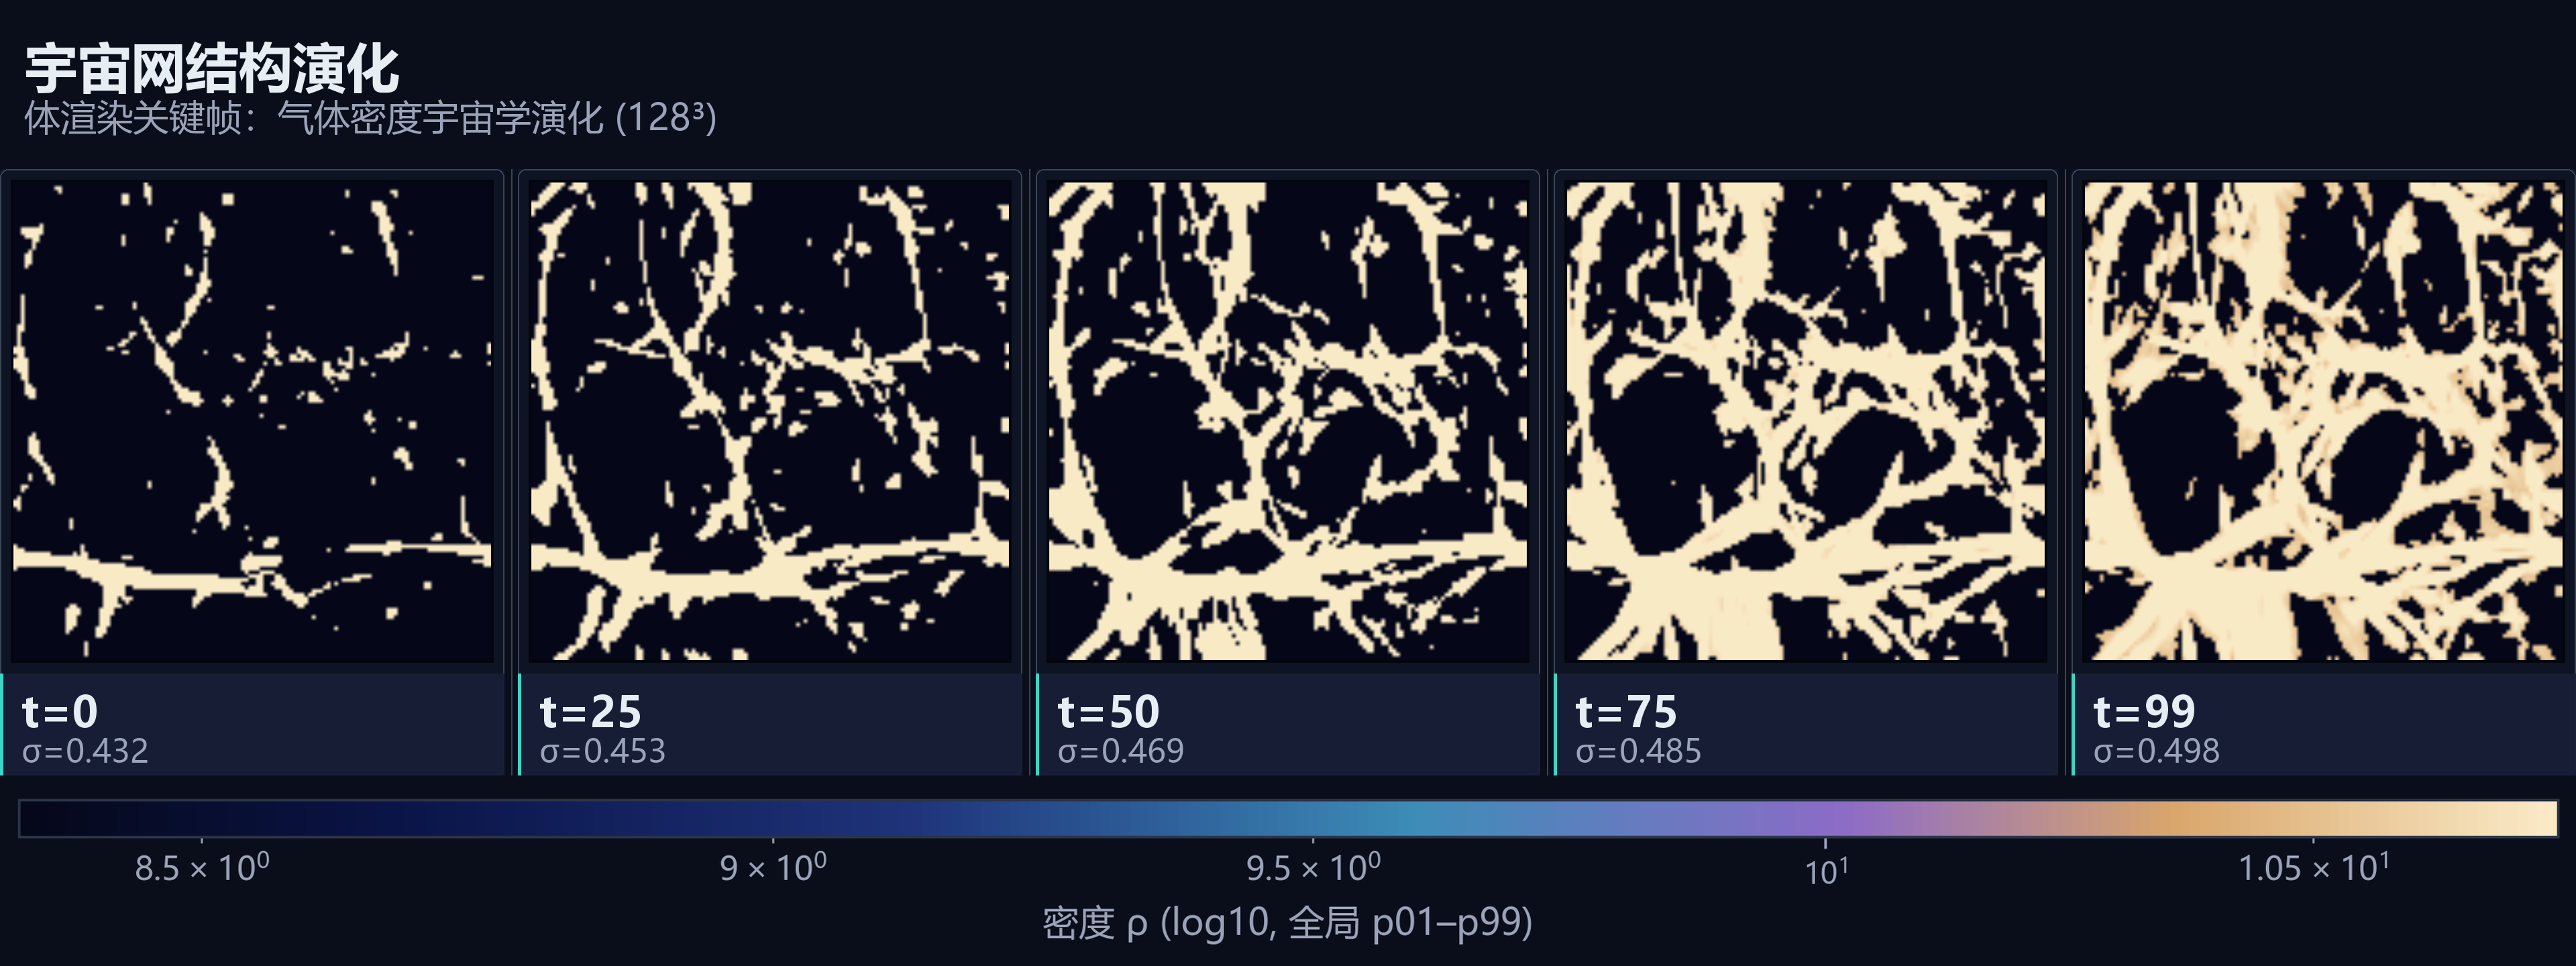 宇宙网结构演化
体渲染关键帧：气体密度宇宙学演化 (128³)
t=0
σ=0.432
t=25
σ=0.453
t=50
σ=0.469
t=75
σ=0.485
t=99
σ=0.498
8.5 × 10⁰
9 × 10⁰
9.5 × 10⁰
10¹
1.05 × 10¹
密度 ρ (log10, 全局 p01–p99)